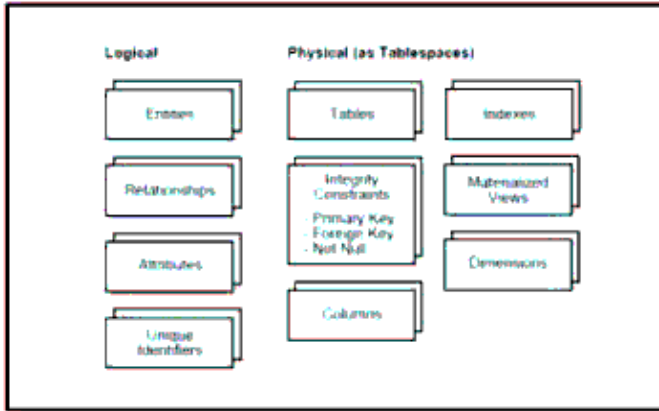 Logical
Physical (as Tablespaces)
Entities
Tables
Indexes
Relationships
Integrity
Constraints
- Primary Key
- Foreign Key
- Not Null
Materialized
Views
Attributes
Dimensions
Columns
Unique
Identifiers